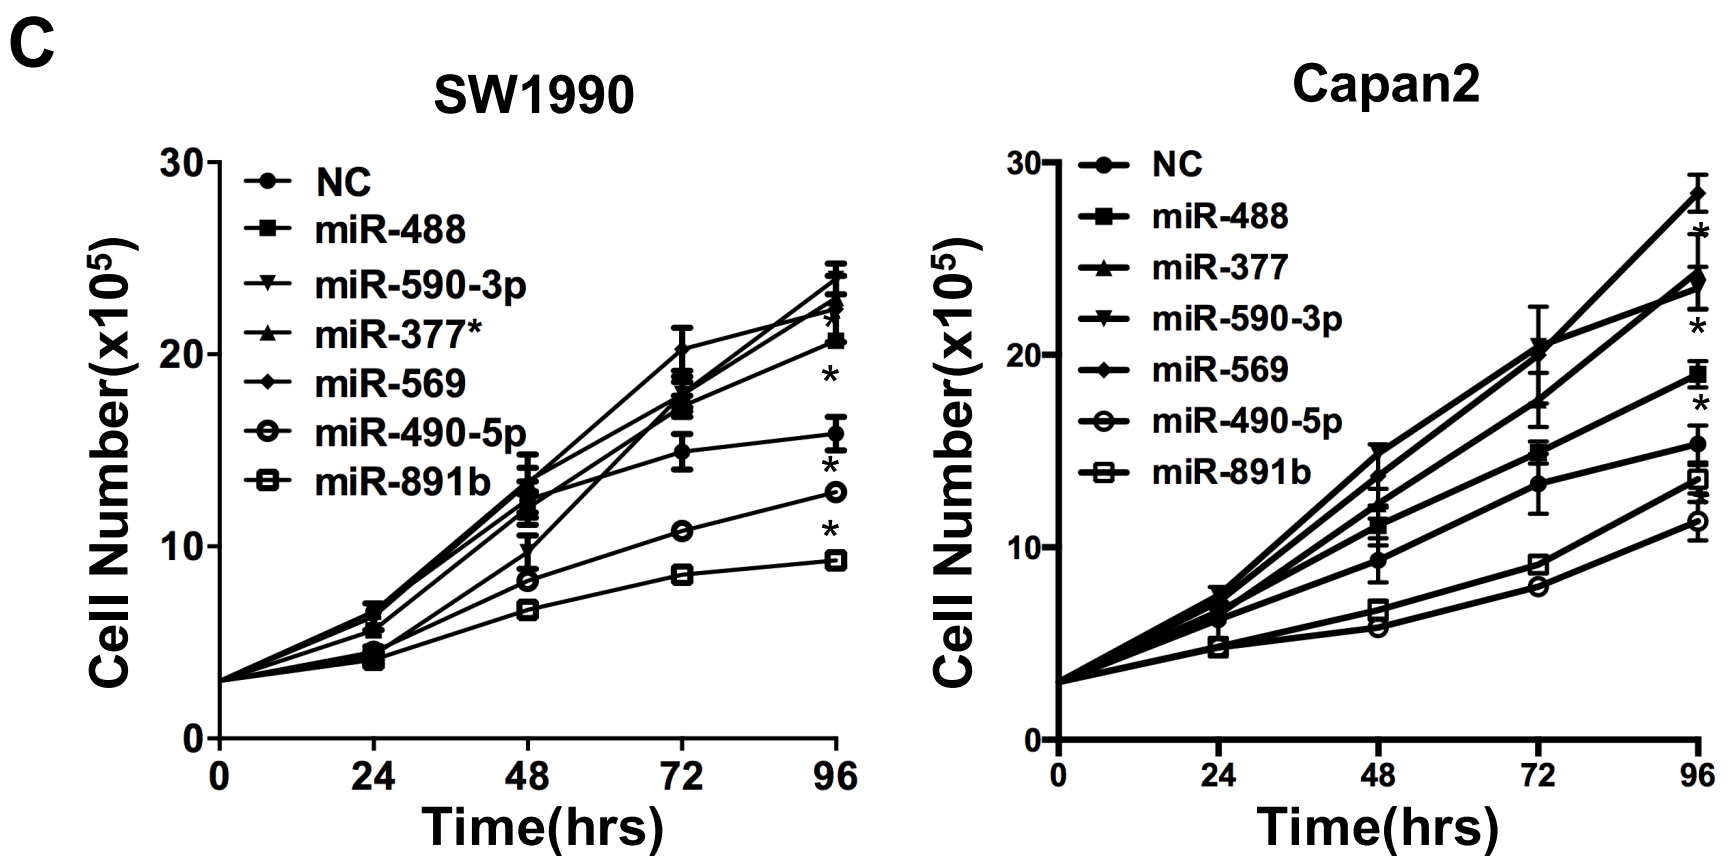 C
SW1990
Cell Number(x10⁵)
30
20
10
0
NC
miR-488
miR-590-3p
miR-377*
miR-569
miR-490-5p
miR-891b
*
*
*
*
0 24 48 72 96
Time(hrs)
Capan2
Cell Number(x10⁵)
30
20
10
0
NC
miR-488
miR-377
miR-590-3p
miR-569
miR-490-5p
miR-891b
*
*
*
*
0 24 48 72 96
Time(hrs)